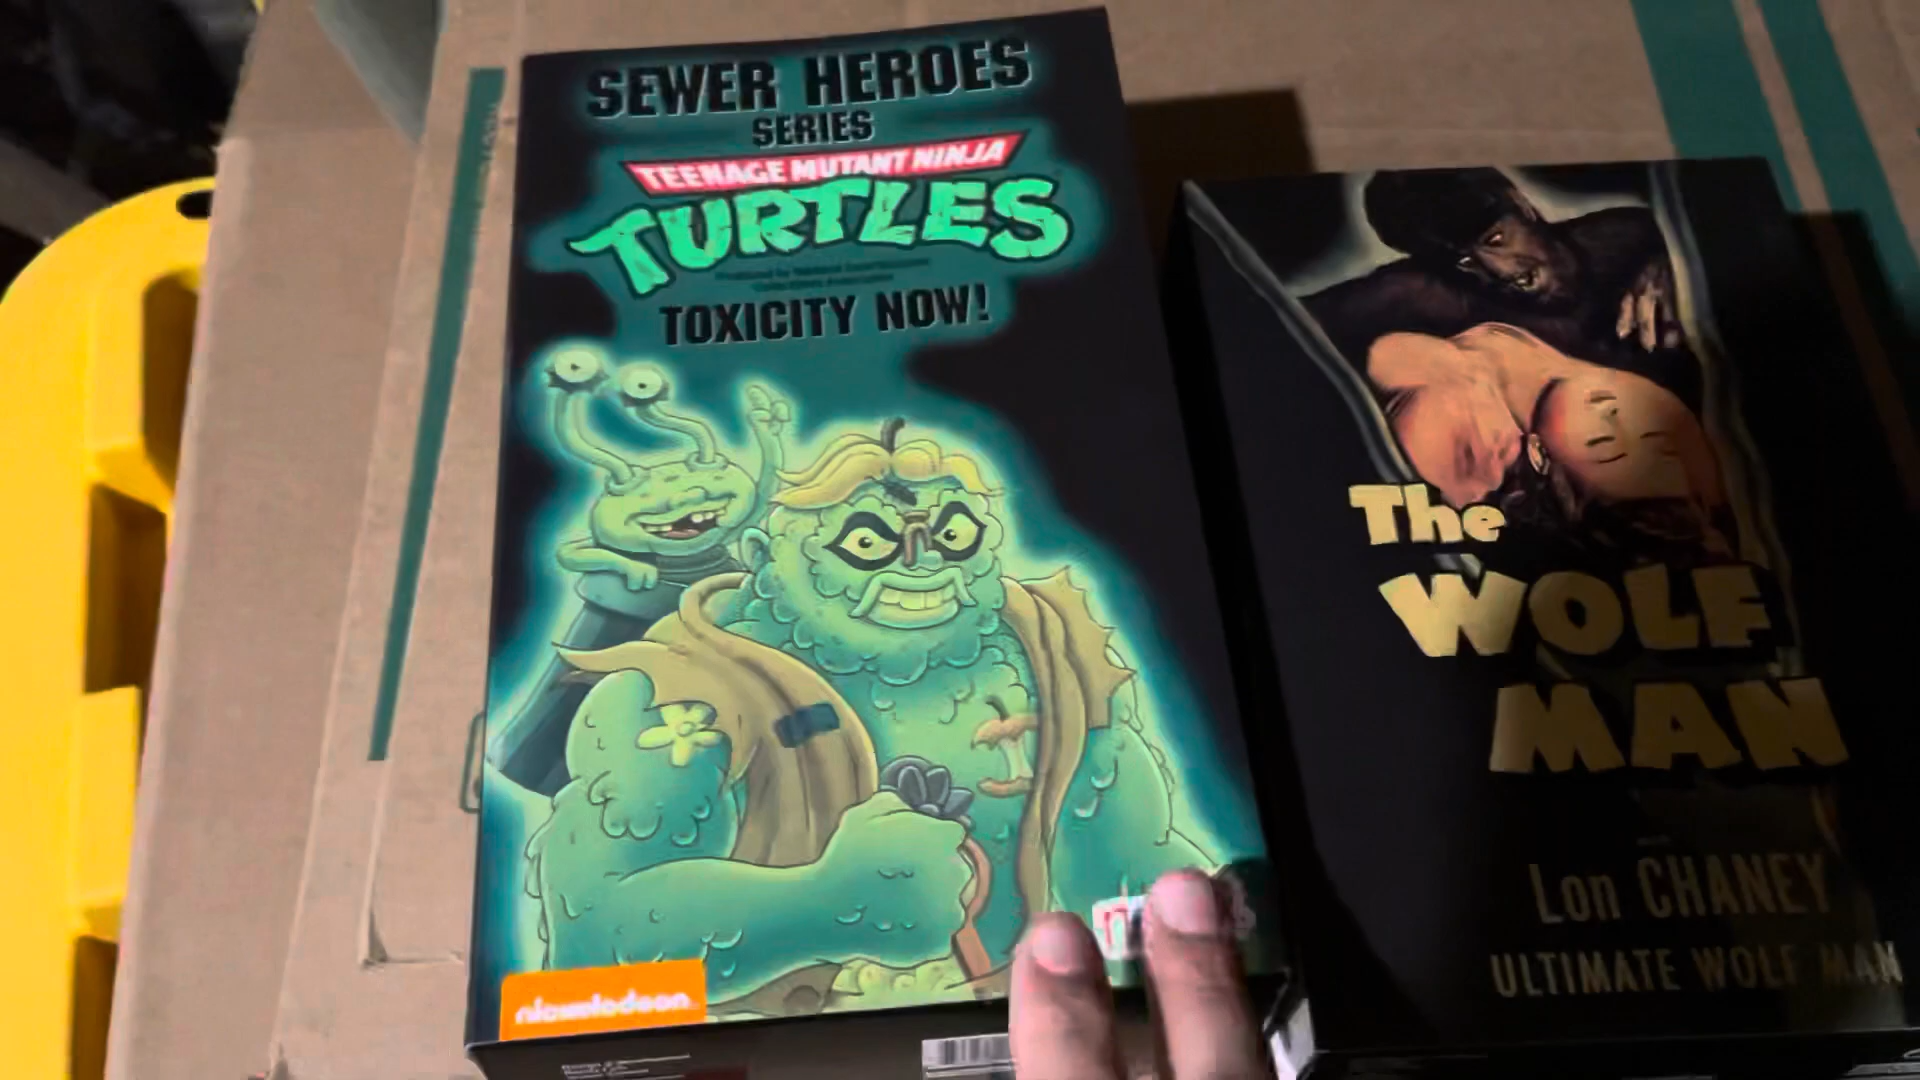 SEWER HEROES
SERIES
TEENAGE MUTANT NINJA
TURTLES
TOXICITY NOW!
nickelodeon
The
WOLF
MAN
Lon CHANEY
ULTIMATE WOLF MAN